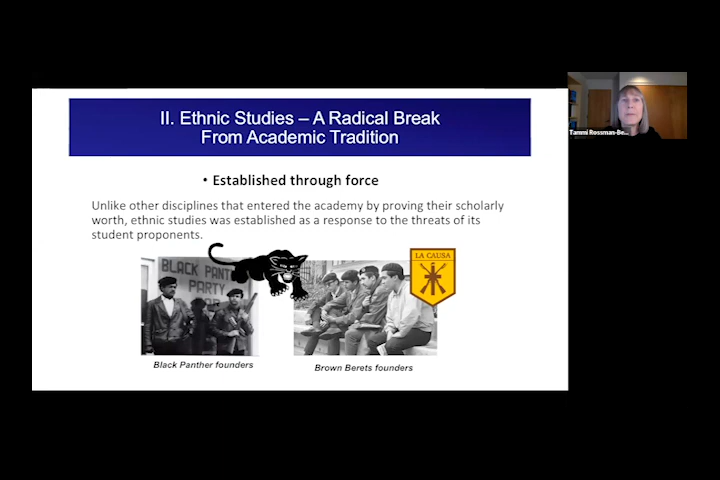 II. Ethnic Studies – A Radical Break
From Academic Tradition
• Established through force
Unlike other disciplines that entered the academy by proving their scholarly
worth, ethnic studies was established as a response to the threats of its
student proponents.
BLACK PANT
PARTY
LA CAUSA
Black Panther founders
Brown Berets founders
Tammi Rossman-Be...